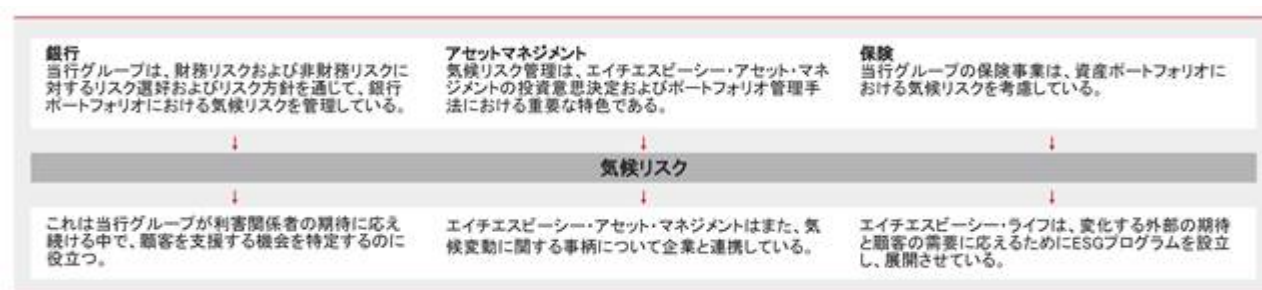 銀行
当行グループは、財務リスクおよび非財務リスクに
対するリスク選好およびリスク方針を通じて、銀行
ポートフォリオにおける気候リスクを管理している。
アセットマネジメント
気候リスク管理は、エイチエスビーシー・アセット・マネ
ジメントの投資意思決定およびポートフォリオ管理手
法における重要な特色である。
保険
当行グループの保険事業は、資産ポートフォリオに
おける気候リスクを考慮している。
↓ ↓ ↓
気候リスク
↓ ↓ ↓
これは当行グループが利害関係者の期待に応え
続ける中で、顧客を支援する機会を特定するのに
役立つ。
エイチエスビーシー・アセット・マネジメントはまた、気
候変動に関する事柄について企業と連携している。
エイチエスビーシー・ライフは、変化する外部の期待
と顧客の需要に応えるためにESGプログラムを設立
し、展開させている。